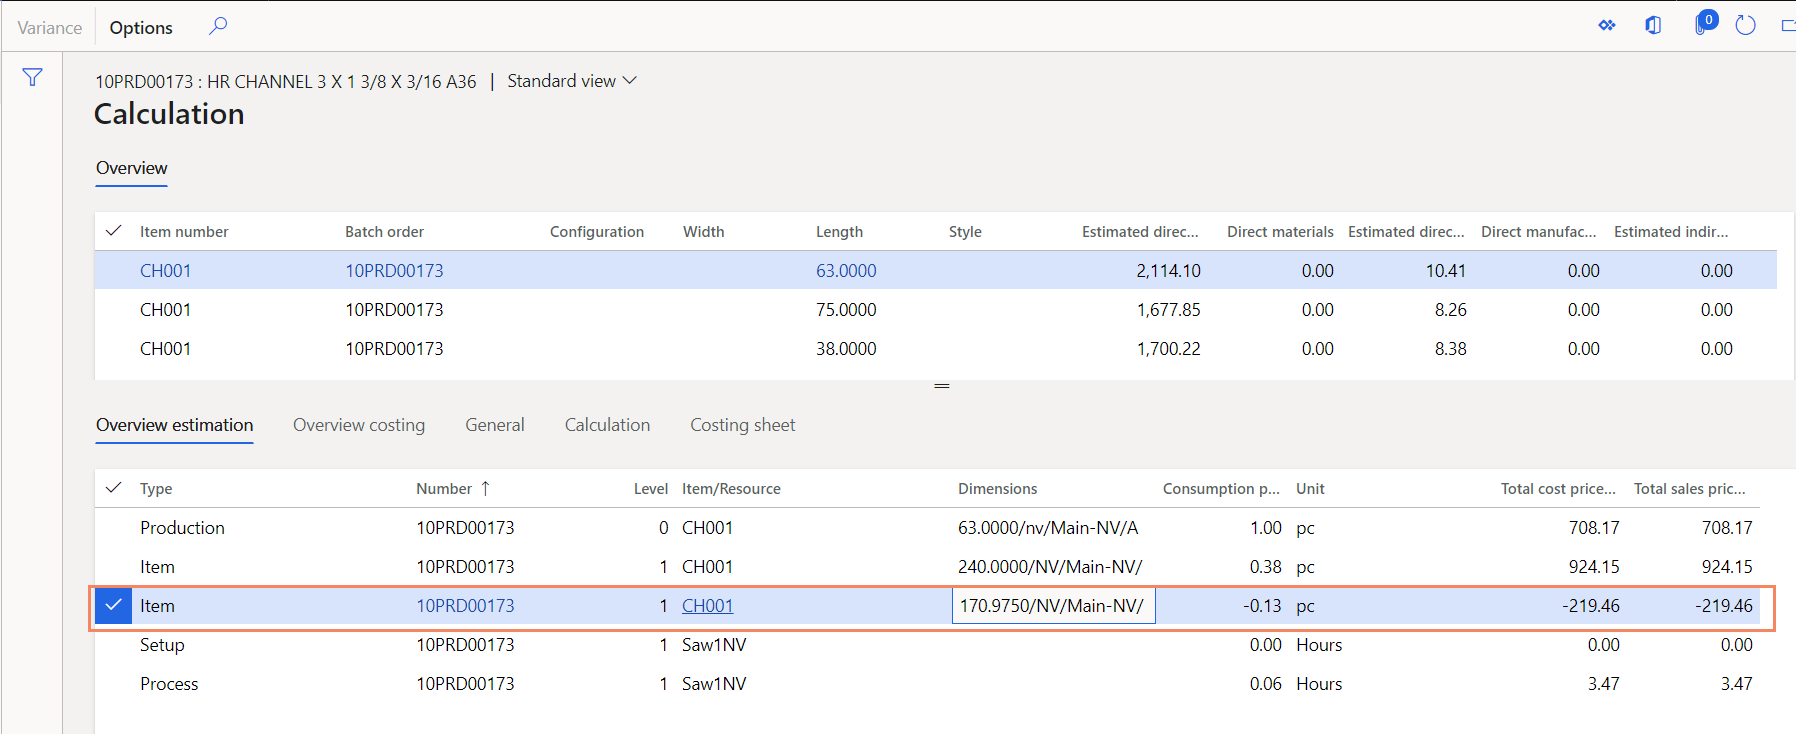 Variance Options 0
10PRD00173 : HR CHANNEL 3 X 1 3/8 X 3/16 A36 | Standard view
Calculation
Overview
Item number Batch order Configuration Width Length Style Estimated direc... Direct materials Estimated direc... Direct manufac... Estimated indir...
CH001 10PRD00173 63.0000 2,114.10 0.00 10.41 0.00 0.00
CH001 10PRD00173 75.0000 1,677.85 0.00 8.26 0.00 0.00
CH001 10PRD00173 38.0000 1,700.22 0.00 8.38 0.00 0.00
Overview estimation Overview costing General Calculation Costing sheet
Type Number ↑ Level Item/Resource Dimensions Consumption p... Unit Total cost price... Total sales pric...
Production 10PRD00173 0 CH001 63.0000/nv/Main-NV/A 1.00 pc 708.17 708.17
Item 10PRD00173 1 CH001 240.0000/NV/Main-NV/ 0.38 pc 924.15 924.15
Item 10PRD00173 1 CH001 170.9750/NV/Main-NV/ -0.13 pc -219.46 -219.46
Setup 10PRD00173 1 Saw1NV 0.00 Hours 0.00 0.00
Process 10PRD00173 1 Saw1NV 0.06 Hours 3.47 3.47